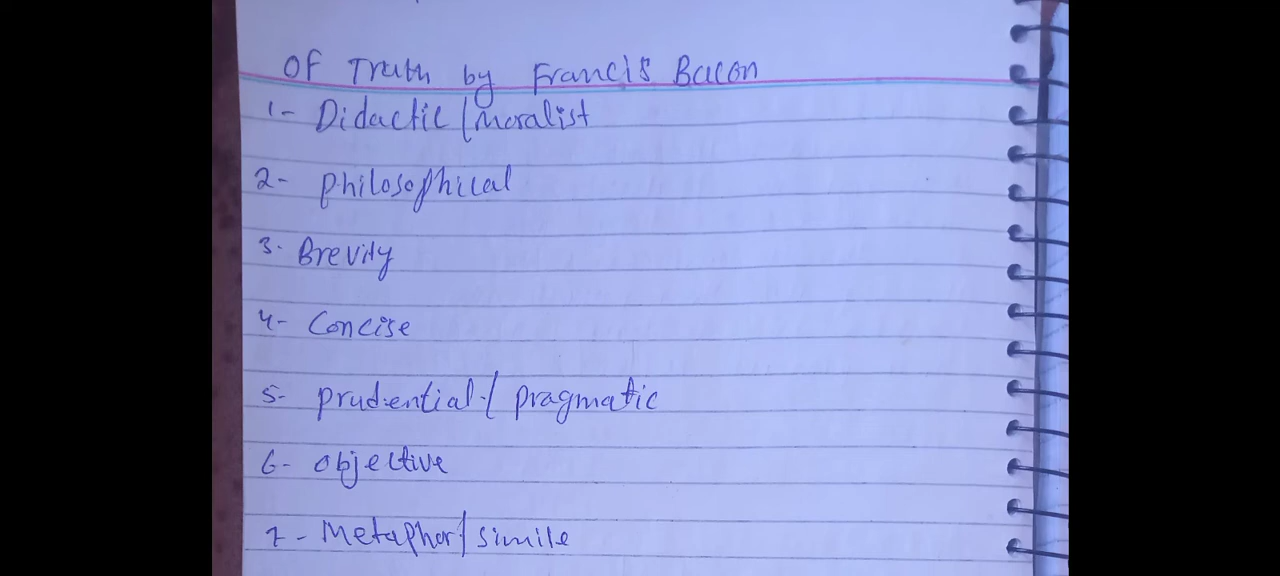 Of Truth by Francis Bacon
1- Didactic/Moralist
2- philosophical
3- Brevity
4- Concise
5- prudential/pragmatic
6- objective
7- Metaphor/simile